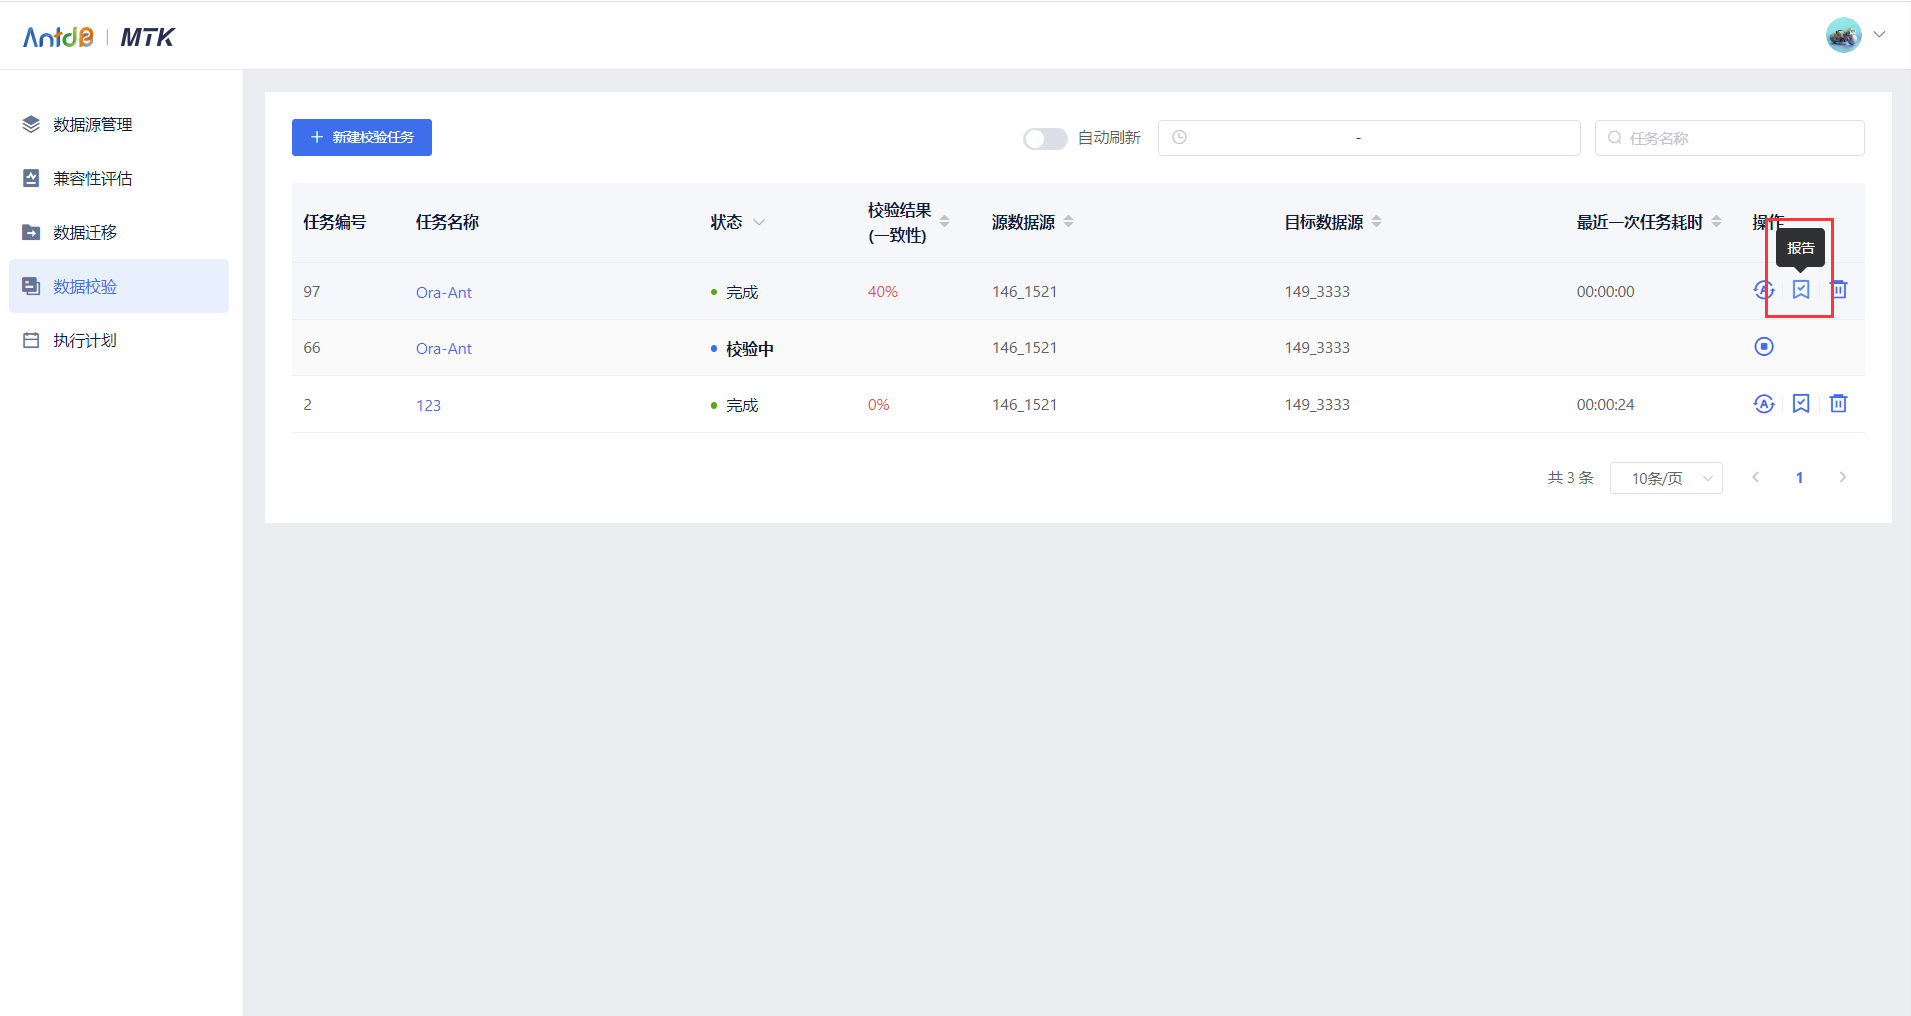 AntdB | MTK
数据源管理
兼容性评估
数据迁移
数据校验
执行计划
新建校验任务
自动刷新
-
任务名称
任务编号 任务名称 状态 校验结果 (一致性) 源数据源 目标数据源 最近一次任务耗时 操作
报告
97 Ora-Ant 完成 40% 146_1521 149_3333 00:00:00
66 Ora-Ant 校验中 146_1521 149_3333
2 123 完成 0% 146_1521 149_3333 00:00:24
共 3 条 10条/页 1